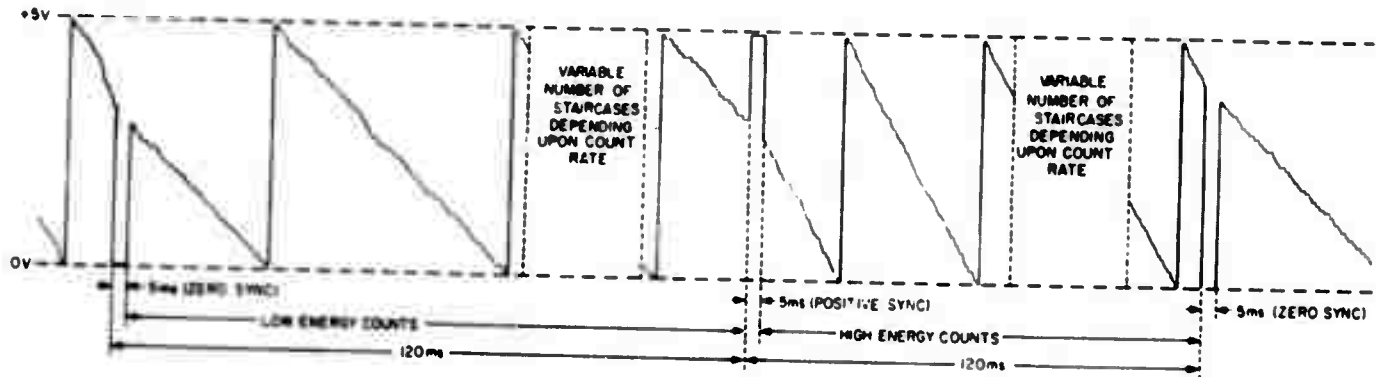 +5V
VARIABLE
NUMBER OF
STAIRCASES
DEPENDING
UPON COUNT
RATE
VARIABLE
NUMBER OF
STAIRCASES
DEPENDING
UPON COUNT
RATE
0V
5ms (ZERO SYNC)
5ms (POSITIVE SYNC)
5ms (ZERO SYNC)
LOW ENERGY COUNTS
HIGH ENERGY COUNTS
120ms
120ms